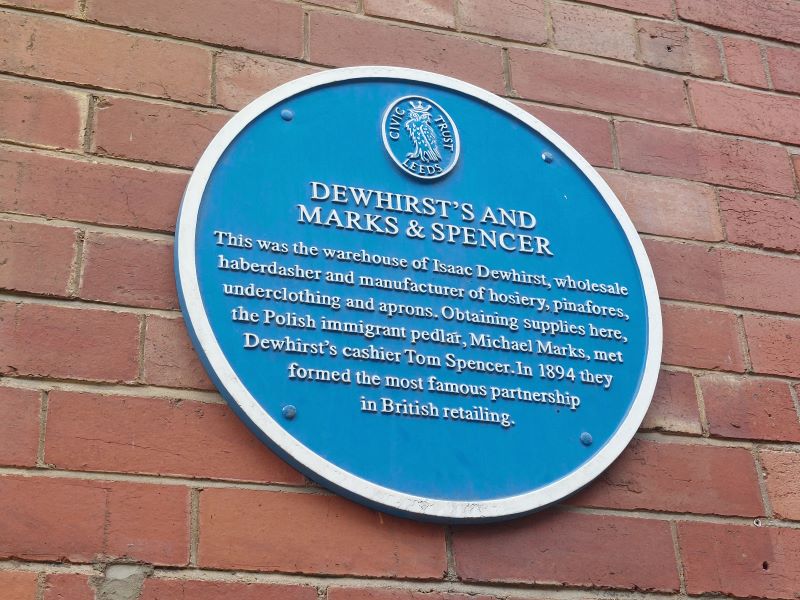 CIVIC TRUST
LEEDS
DEWHIRST'S AND
MARKS & SPENCER
This was the warehouse of Isaac Dewhirst, wholesale
haberdasher and manufacturer of hosiery, pinafores,
underclothing and aprons. Obtaining supplies here,
the Polish immigrant pedlar, Michael Marks, met
Dewhirst's cashier Tom Spencer. In 1894 they
formed the most famous partnership
in British retailing.